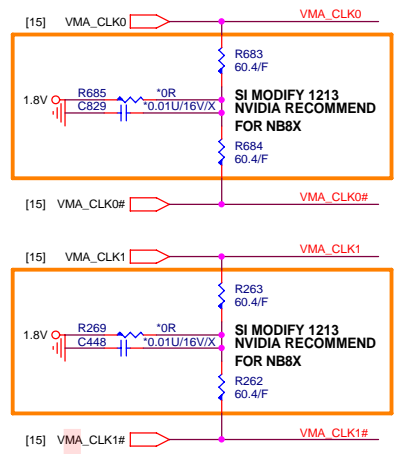 [15] VMA_CLK0 VMA_CLK0
R683
60.4/F
R685 *0R
1.8V
C829 *0.01U/16V/X
SI MODIFY 1213
NVIDIA RECOMMEND
FOR NB8X
R684
60.4/F
[15] VMA_CLK0# VMA_CLK0#
[15] VMA_CLK1 VMA_CLK1
R263
60.4/F
R269 *0R
1.8V
C448 *0.01U/16V/X
SI MODIFY 1213
NVIDIA RECOMMEND
FOR NB8X
R262
60.4/F
[15] VMA_CLK1# VMA_CLK1#